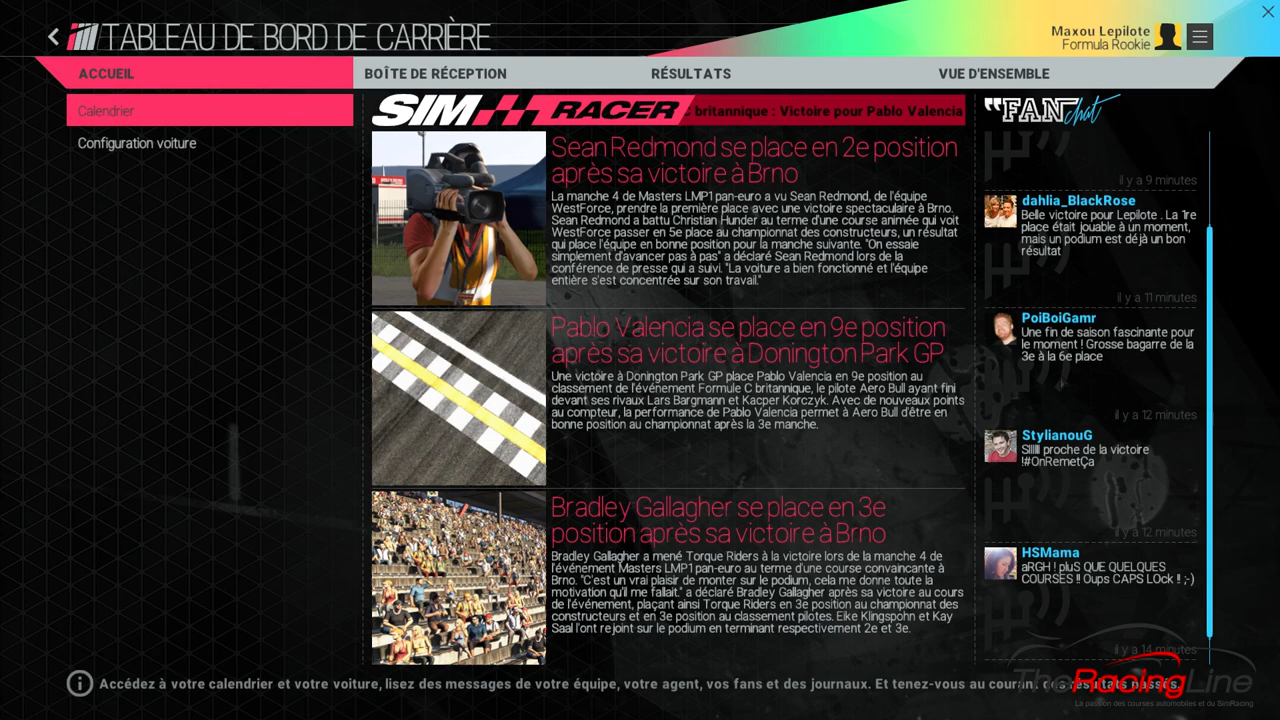 TABLEAU DE BORD DE CARRIÈRE
Maxou Lepilote
Formula Rookie
ACCUEIL
BOÎTE DE RÉCEPTION
RÉSULTATS
VUE D'ENSEMBLE
Calendrier
Configuration voiture
SIM RACER
britannique : Victoire pour Pablo Valencia
Sean Redmond se place en 2e position
après sa victoire à Brno
La manche 4 de Masters LMP1 pan-euro a vu Sean Redmond, de l'équipe
WestForce, prendre la première place avec une victoire spectaculaire à Brno.
Sean Redmond a battu Christian Hunder au terme d'une course animée qui voit
WestForce passer en 5e place au championnat des constructeurs, un résultat
qui place l'équipe en bonne position pour la manche suivante. "On essaie
simplement d'avancer pas à pas" a déclaré Sean Redmond lors de la
conférence de presse qui a suivi. "La voiture a bien fonctionné et l'équipe
entière s'est concentrée sur son travail."
Pablo Valencia se place en 9e position
après sa victoire à Donington Park GP
Une victoire à Donington Park GP place Pablo Valencia en 9e position au
classement de l'événement Formule C britannique, le pilote Aero Bull ayant fini
devant ses rivaux Lars Bargmann et Kacper Korczyk. Avec de nouveaux points
au compteur, la performance de Pablo Valencia permet à Aero Bull d'être en
bonne position au championnat après la 3e manche.
Bradley Gallagher se place en 3e
position après sa victoire à Brno
Bradley Gallagher a mené Torque Riders à la victoire lors de la manche 4 de
l'événement Masters LMP1 pan-euro au terme d'une course convaincante à
Brno. "C'est un vrai plaisir de monter sur le podium, cela me donne toute la
motivation qu'il me fallait." a déclaré Bradley Gallagher après sa victoire au cours
de l'événement, plaçant ainsi Torque Riders en 3e position au championnat des
constructeurs et en 3e position au classement pilotes. Eike Klingspohn et Kay
Saal l'ont rejoint sur le podium en terminant respectivement 2e et 3e.
"FAN chat
il y a 9 minutes
dahlia_BlackRose
Belle victoire pour Lepilote . La 1re
place était jouable à un moment,
mais un podium est déjà un bon
résultat
il y a 11 minutes
PoiBoiGamr
Une fin de saison fascinante pour
le moment ! Grosse bagarre de la
3e à la 6e place
il y a 12 minutes
StylianouG
proche de la victoire
!#OnRemetÇa
il y a 12 minutes
HSMama
aRGH ! pluS QUE QUELQUES
COURSES !! Oups CAPS LOck !! ;-)
il y a 14 minutes
Accédez à votre calendrier et votre voiture, lisez des messages de votre équipe, votre agent, vos fans et des journaux. Et tenez-vous au courant des résultats passés.
TheRacingLine
La passion des courses automobiles et du SimRacing